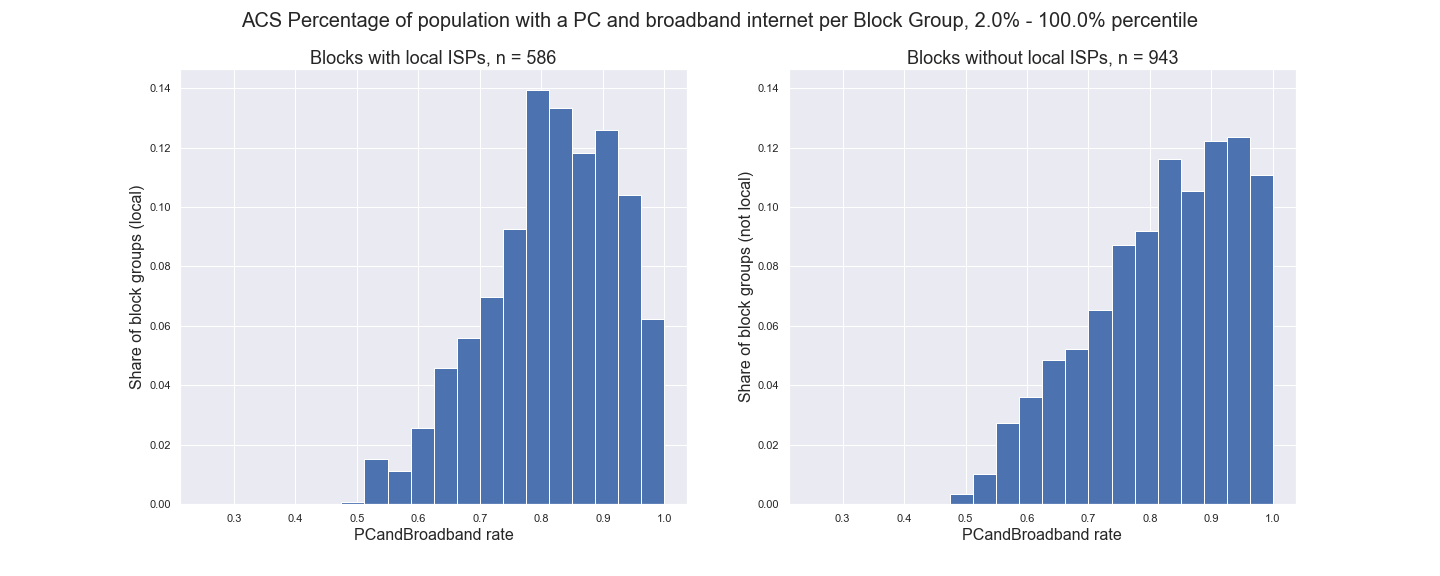 ACS Percentage of population with a PC and broadband internet per Block Group, 2.0% - 100.0% percentile
Blocks with local ISPs, n = 586
0.14
0.12
0.10
0.08
0.06
0.04
0.02
0.00
Share of block groups (local)
0.3 0.4 0.5 0.6 0.7 0.8 0.9 1.0
PCandBroadband rate
Blocks without local ISPs, n = 943
0.14
0.12
0.10
0.08
0.06
0.04
0.02
0.00
Share of block groups (not local)
0.3 0.4 0.5 0.6 0.7 0.8 0.9 1.0
PCandBroadband rate